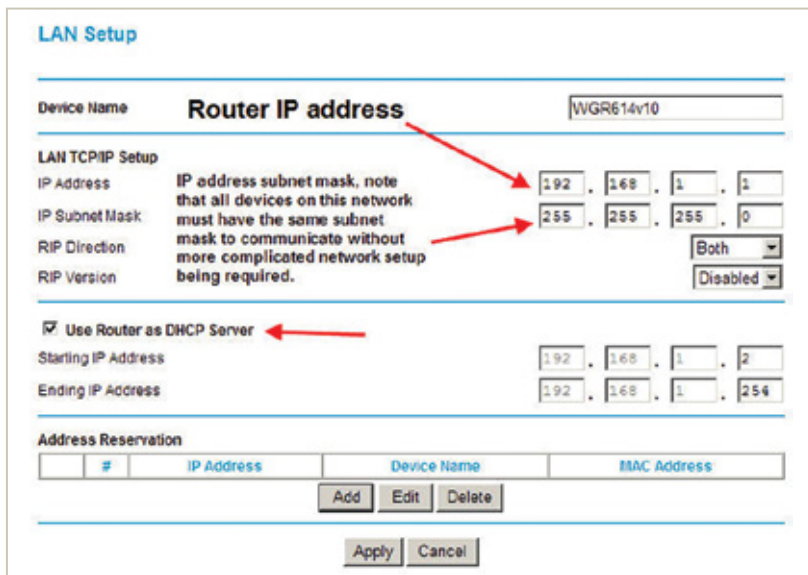 LAN Setup
Device Name Router IP address WGR614v10
LAN TCP/IP Setup
IP Address 192 . 168 . 1 . 1
IP address subnet mask, note
that all devices on this network
IP Subnet Mask 255 . 255 . 255 . 0
must have the same subnet
mask to communicate without
RIP Direction Both
more complicated network setup
RIP Version Disabled
being required.
Use Router as DHCP Server
Starting IP Address 192 . 168 . 1 . 2
Ending IP Address 192 . 168 . 1 . 254
Address Reservation
# IP Address Device Name MAC Address
Add Edit Delete
Apply Cancel